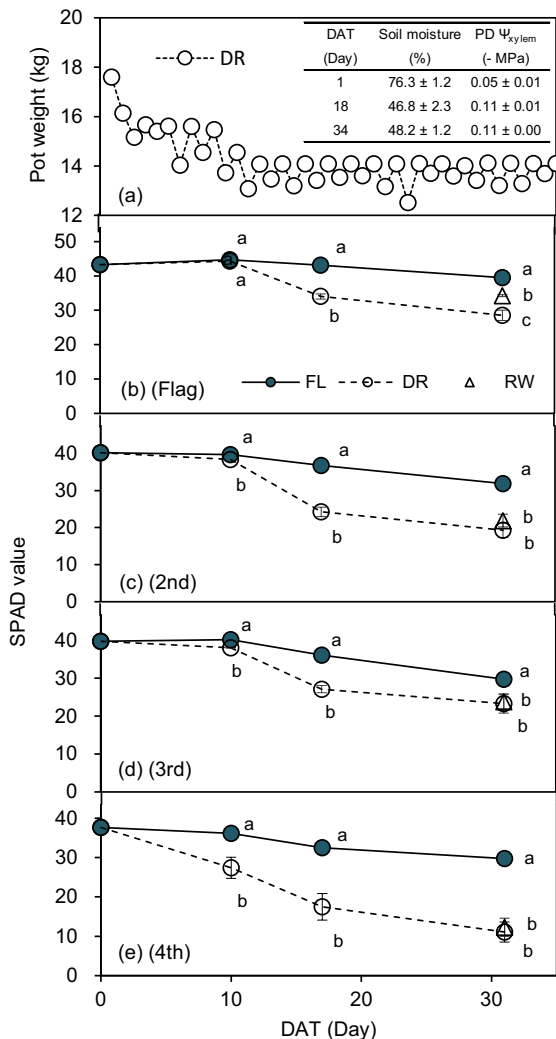 20
18
16
14
12
Pot weight (kg)
DR
DAT Soil moisture PD Ψxylem
(Day) (%) (- MPa)
1 76.3 ± 1.2 0.05 ± 0.01
18 46.8 ± 2.3 0.11 ± 0.01
34 48.2 ± 1.2 0.11 ± 0.00
(a)
50
40
30
20
10
0
a
a
a
a
a
b
b
c
(b) (Flag)
FL DR RW
SPAD value
50
40
30
20
10
0
a
a
a
b
b
b
b
(c) (2nd)
50
40
30
20
10
0
a
a
a
b
b
b
b
(d) (3rd)
50
40
30
20
10
0
a
a
a
b
b
b
b
(e) (4th)
0 10 20 30
DAT (Day)